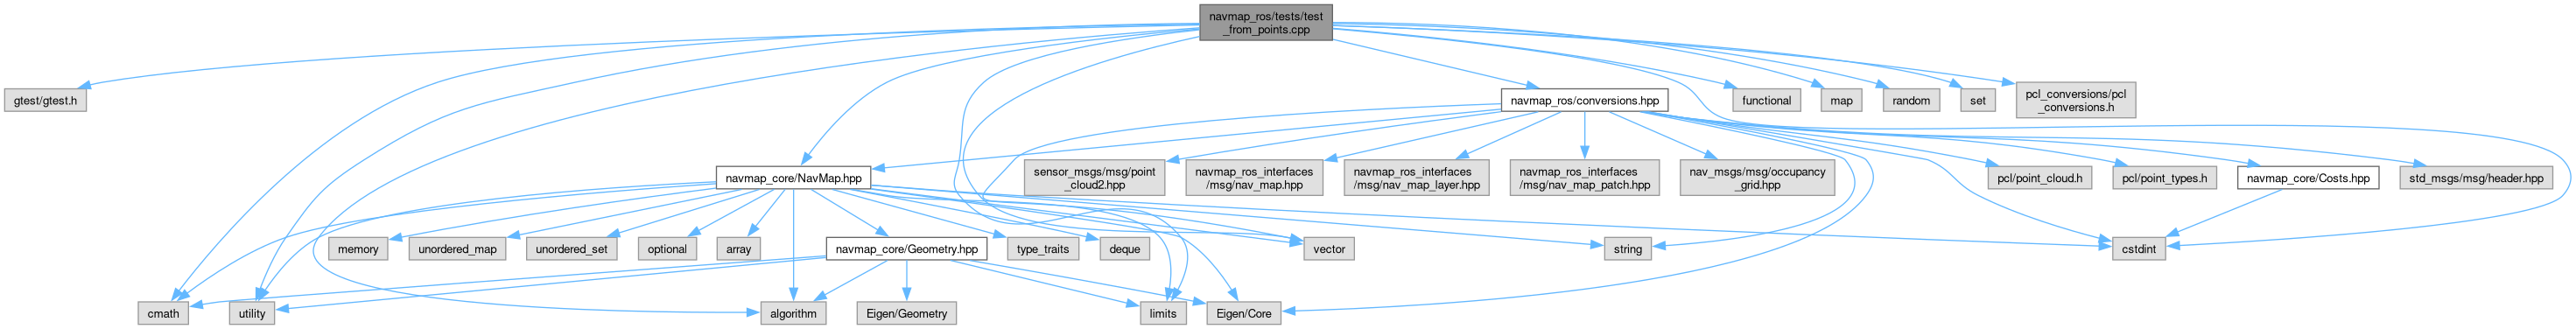 navmap_ros/tests/test
_from_points.cpp
gtest/gtest.h
navmap_ros/conversions.hpp
functional
map
random
set
pcl_conversions/pcl
_conversions.h
navmap_core/NavMap.hpp
sensor_msgs/msg/point
_cloud2.hpp
navmap_ros_interfaces
/msg/nav_map.hpp
navmap_ros_interfaces
/msg/nav_map_layer.hpp
navmap_ros_interfaces
/msg/nav_map_patch.hpp
nav_msgs/msg/occupancy
_grid.hpp
pcl/point_cloud.h
pcl/point_types.h
navmap_core/Costs.hpp
std_msgs/msg/header.hpp
memory
unordered_map
unordered_set
optional
array
navmap_core/Geometry.hpp
type_traits
deque
vector
string
cstdint
cmath
utility
algorithm
Eigen/Geometry
limits
Eigen/Core